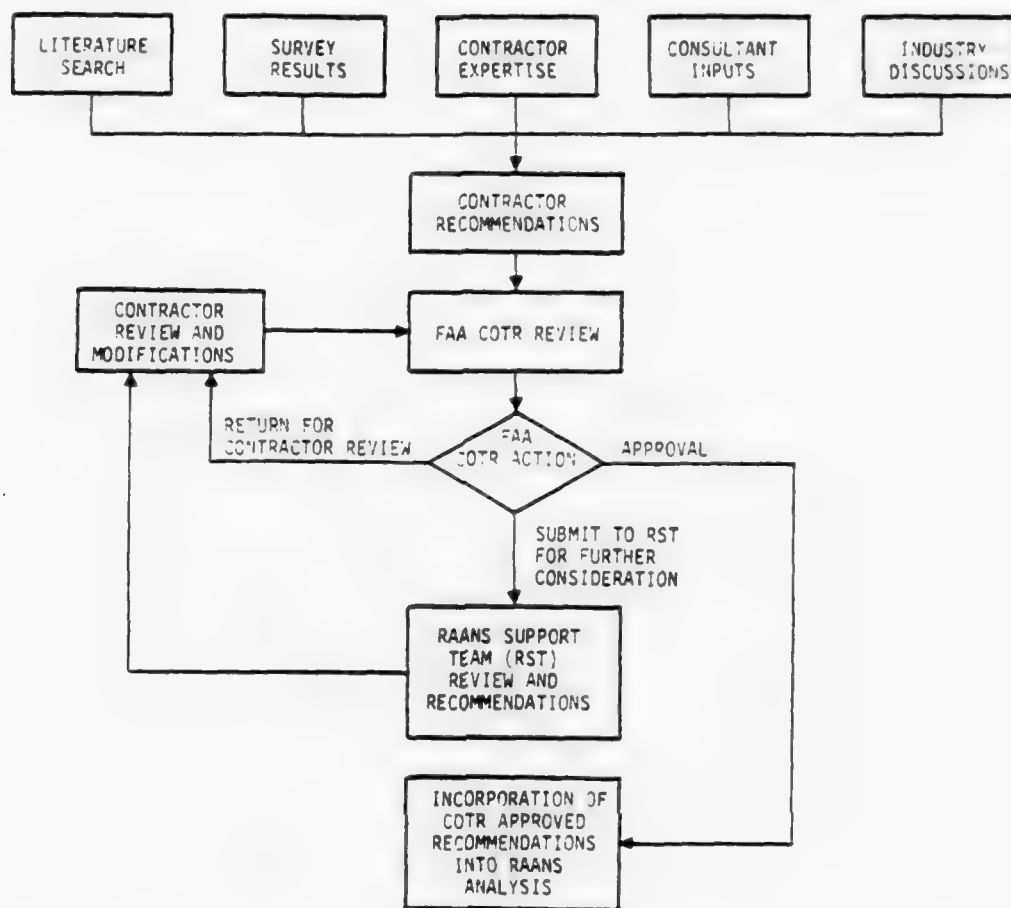 LITERATURE
SEARCH
SURVEY
RESULTS
CONTRACTOR
EXPERTISE
CONSULTANT
INPUTS
INDUSTRY
DISCUSSIONS
CONTRACTOR
RECOMMENDATIONS
CONTRACTOR
REVIEW AND
MODIFICATIONS
FAA COTR REVIEW
RETURN FOR
CONTRACTOR REVIEW
FAA
COTR ACTION
APPROVAL
SUBMIT TO RST
FOR FURTHER
CONSIDERATION
RAANS SUPPORT
TEAM (RST)
REVIEW AND
RECOMMENDATIONS
INCORPORATION OF
COTR APPROVED
RECOMMENDATIONS
INTO RAANS
ANALYSIS